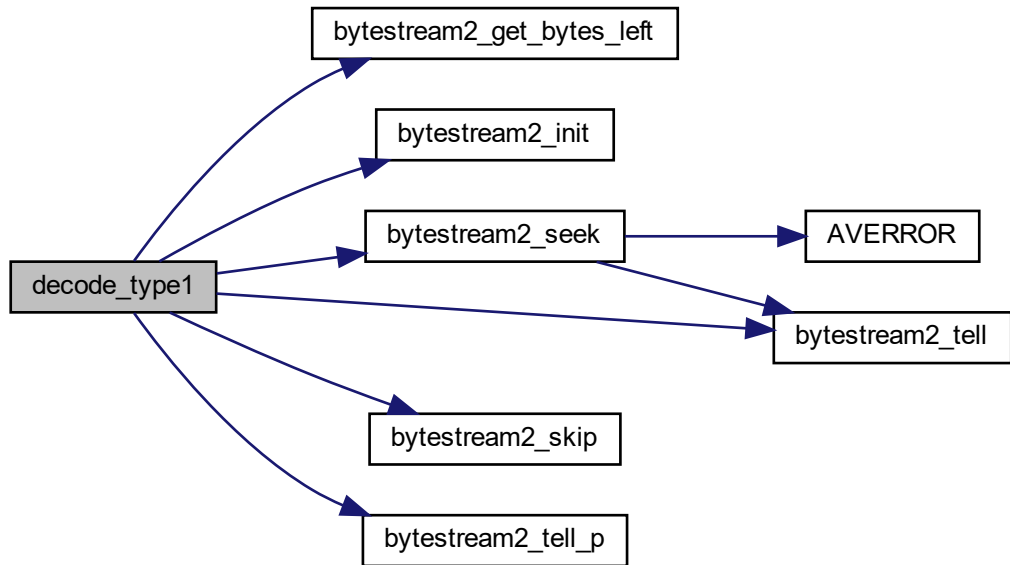 bytestream2_get_bytes_left
bytestream2_init
bytestream2_seek
AVERROR
decode_type1
bytestream2_tell
bytestream2_skip
bytestream2_tell_p